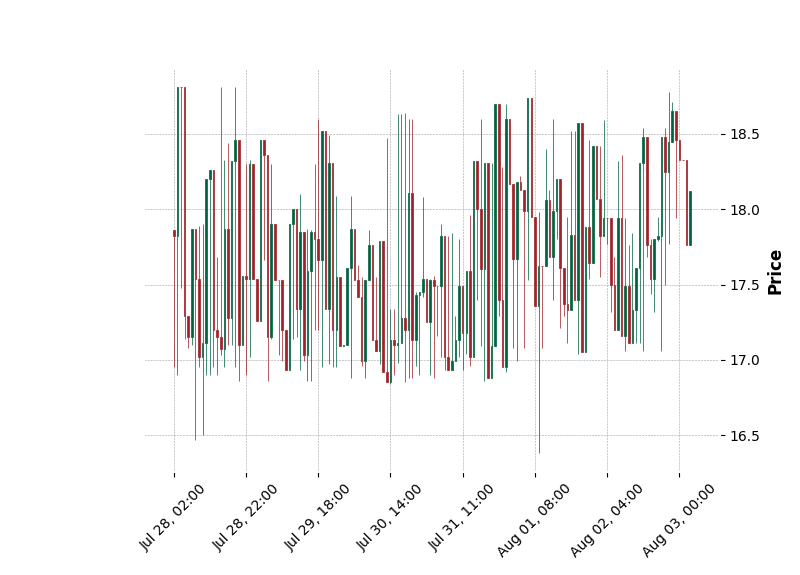 18.5
18.0
17.5
17.0
16.5
Price
Jul 28, 02:00
Jul 28, 22:00
Jul 29, 18:00
Jul 30, 14:00
Jul 31, 11:00
Aug 01, 08:00
Aug 02, 04:00
Aug 03, 00:00